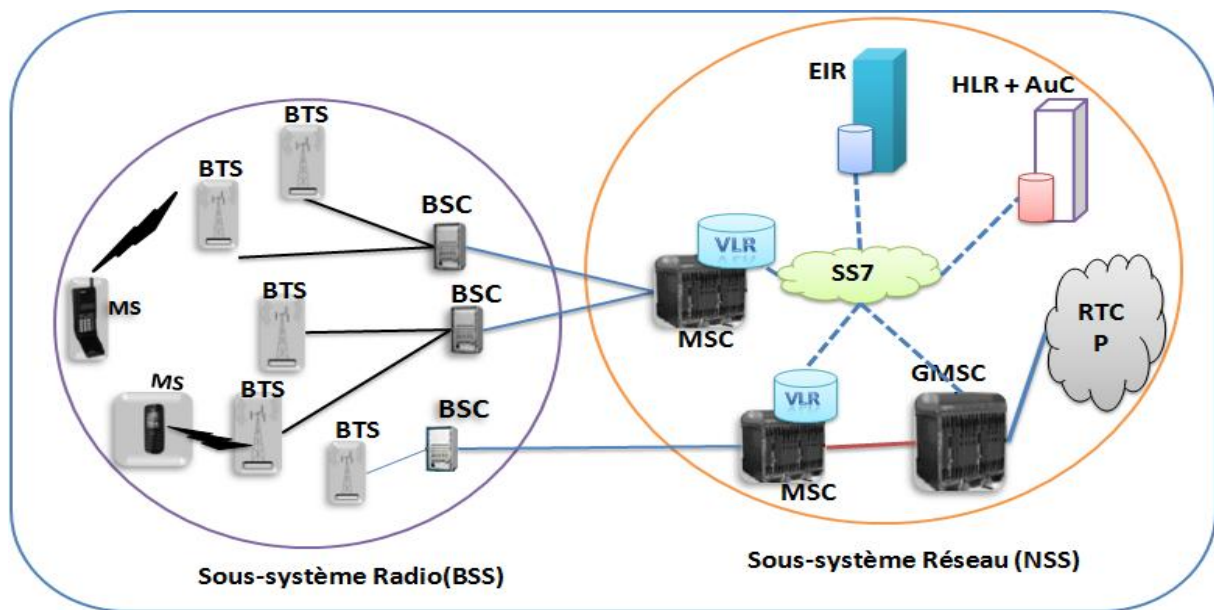 EIR
HLR + AuC
BTS
BTS
BSC
VLR
SS7
MS
BTS
BSC
MSC
RTC
P
MS
BTS
VLR
GMSC
BTS
BSC
MSC
Sous-système Radio(BSS)
Sous-système Réseau (NSS)